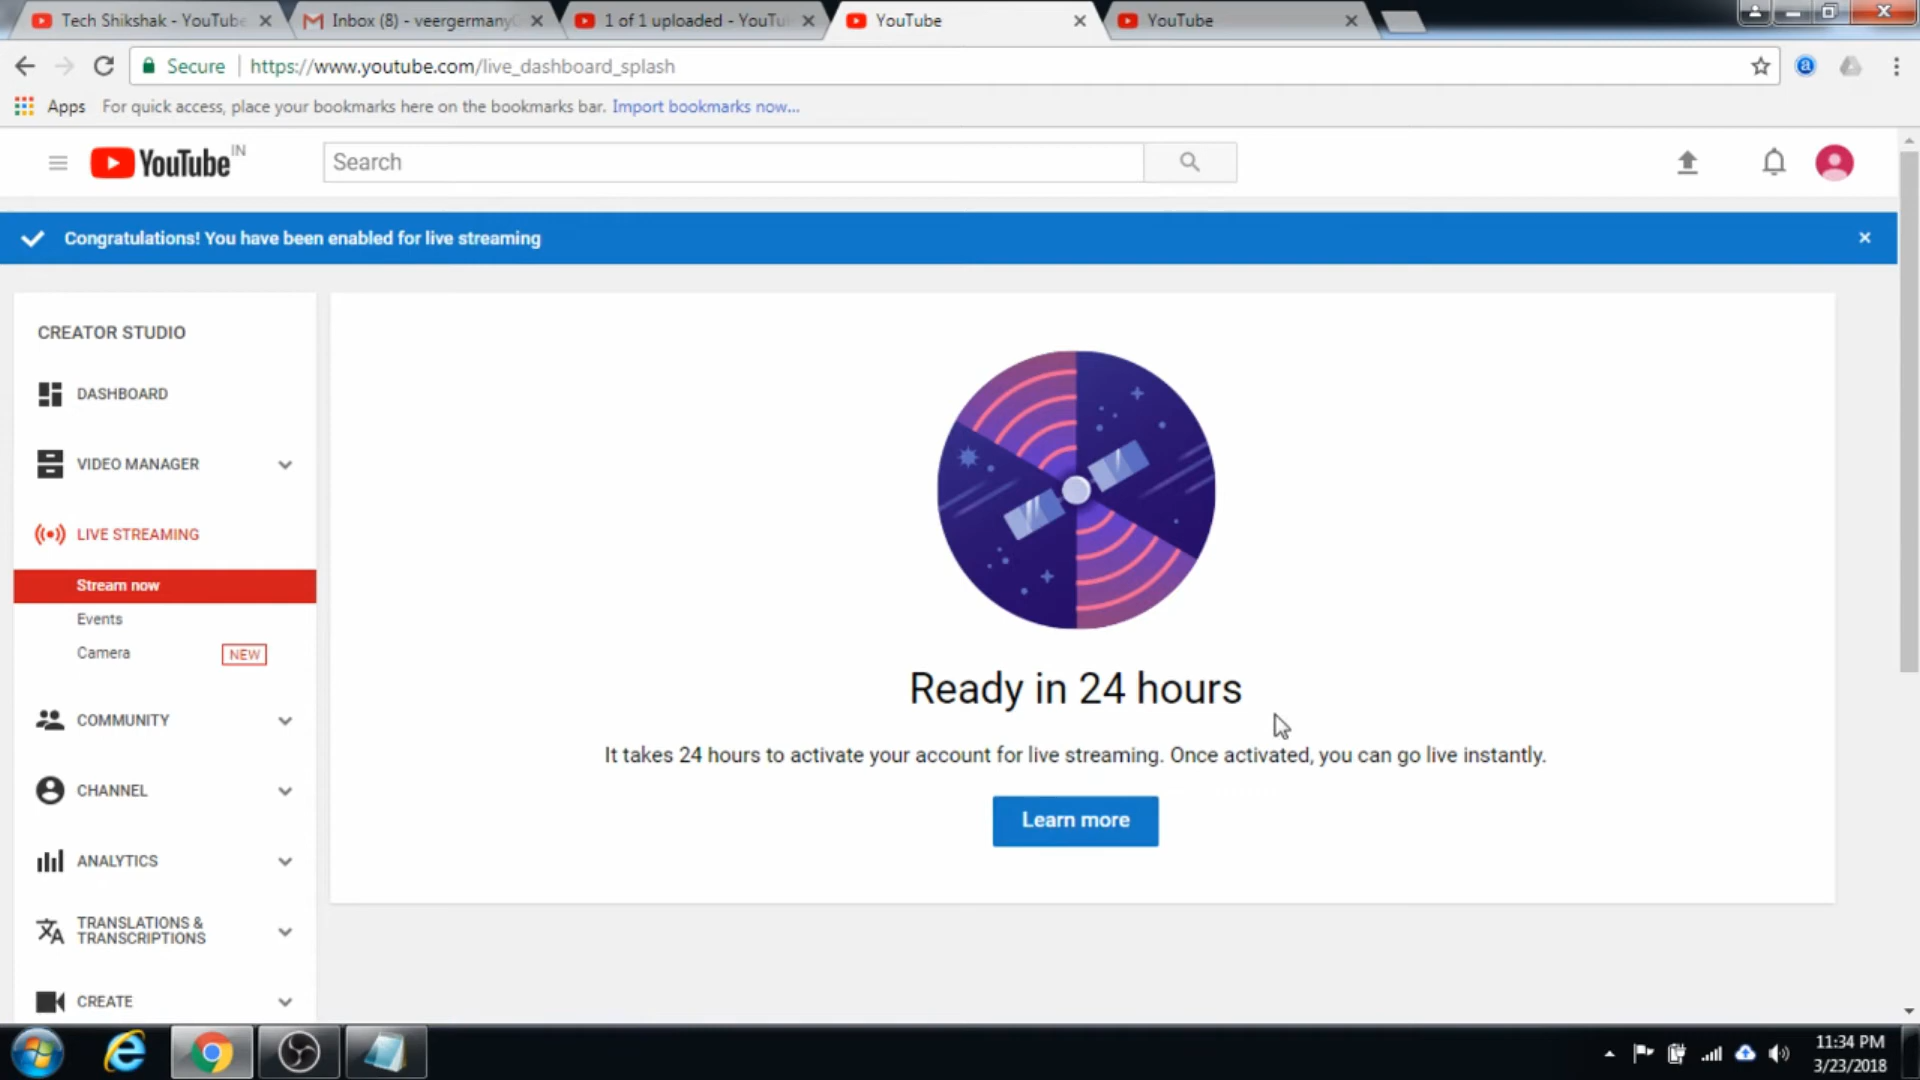 Tech Shikshak - YouTube
Inbox (8) - veergermany
1 of 1 uploaded - YouTu
YouTube
YouTube
Secure
https://www.youtube.com/live_dashboard_splash
Apps
For quick access, place your bookmarks here on the bookmarks bar. Import bookmarks now...
YouTube IN
Search
Congratulations! You have been enabled for live streaming
CREATOR STUDIO
DASHBOARD
VIDEO MANAGER
LIVE STREAMING
Stream now
Events
Camera
NEW
COMMUNITY
CHANNEL
ANALYTICS
TRANSLATIONS &
TRANSCRIPTIONS
CREATE
Ready in 24 hours
It takes 24 hours to activate your account for live streaming. Once activated, you can go live instantly.
Learn more
11:34 PM
3/23/2018